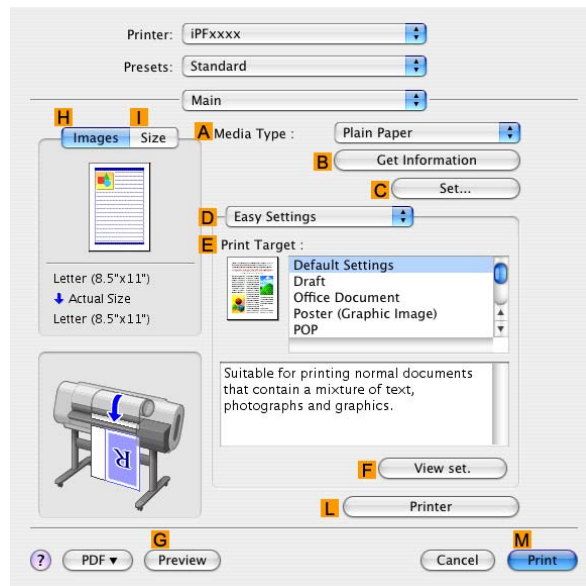 Printer: iPFxxxx
Presets: Standard
Main
H I
Images Size
A Media Type : Plain Paper
B Get Information
C Set...
D Easy Settings
E Print Target :
Default Settings
Draft
Office Document
Poster (Graphic Image)
POP
Letter (8.5"x11")
Actual Size
Letter (8.5"x11")
Suitable for printing normal documents
that contain a mixture of text,
photographs and graphics.
R
F View set.
L Printer
G M
? PDF Preview Cancel Print